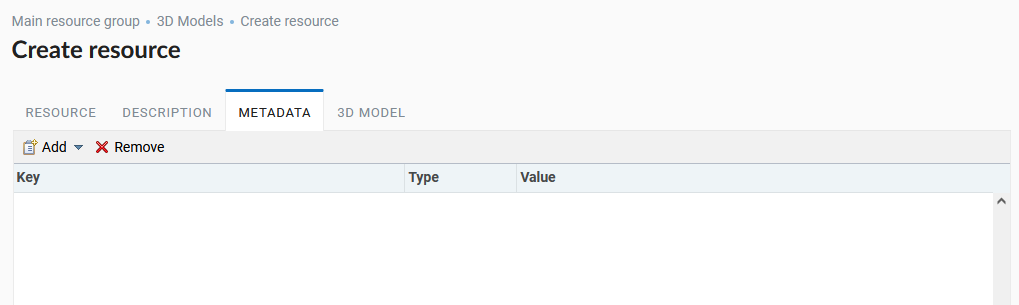 Main resource group • 3D Models • Create resource
Create resource
RESOURCE DESCRIPTION METADATA 3D MODEL
Add Remove
Key Type Value